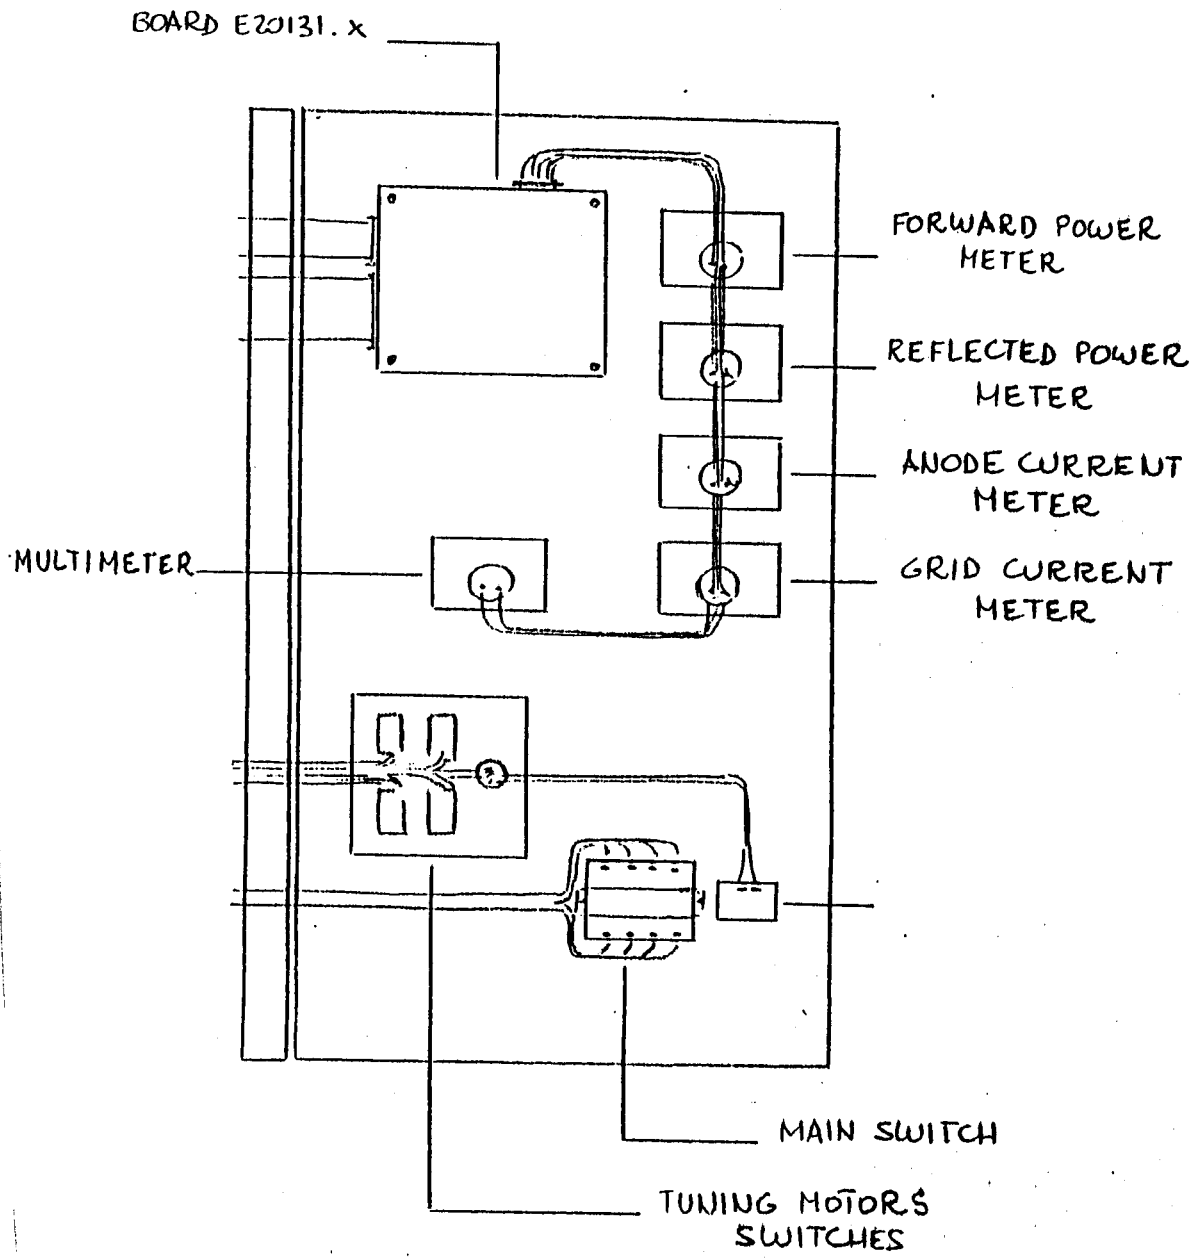 BOARD E20131.x
FORWARD POWER
METER
REFLECTED POWER
METER
ANODE CURRENT
METER
MULTIMETER
GRID CURRENT
METER
MAIN SWITCH
TUNING MOTORS
SWITCHES